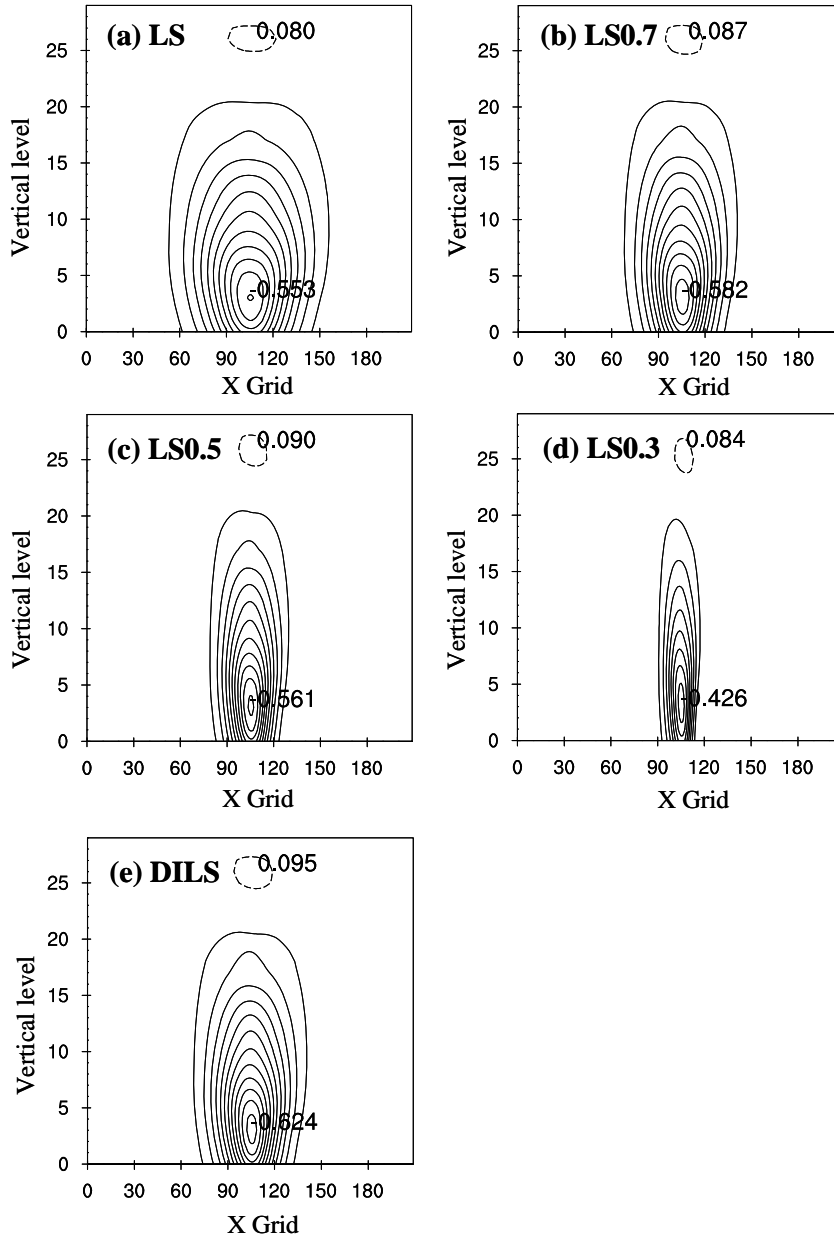 (a) LS
0.080
25
20
15
10
5
0
Vertical level
-0.553
0 30 60 90 120 150 180
X Grid
(b) LS0.7
0.087
25
20
15
10
5
0
Vertical level
-0.582
0 30 60 90 120 150 180
X Grid
(c) LS0.5
0.090
25
20
15
10
5
0
Vertical level
-0.561
0 30 60 90 120 150 180
X Grid
(d) LS0.3
0.084
25
20
15
10
5
0
Vertical level
-0.426
0 30 60 90 120 150 180
X Grid
(e) DILS
0.095
25
20
15
10
5
0
Vertical level
-0.624
0 30 60 90 120 150 180
X Grid